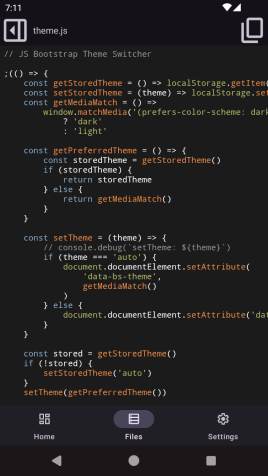 7:11
theme.js
// JS Bootstrap Theme Switcher
;(() => {
const getStoredTheme = () => localStorage.getItem(
const setStoredTheme = (theme) => localStorage.set
const getMediaMatch = () =>
window.matchMedia('(prefers-color-scheme: dark
? 'dark'
: 'light'
const getPreferredTheme = () => {
const storedTheme = getStoredTheme()
if (storedTheme) {
return storedTheme
} else {
return getMediaMatch()
}
}
const setTheme = (theme) => {
// console.debug(`setTheme: ${theme}`)
if (theme === 'auto') {
document.documentElement.setAttribute(
'data-bs-theme',
getMediaMatch()
)
} else {
document.documentElement.setAttribute('dat
}
}
const stored = getStoredTheme()
if (!stored) {
setStoredTheme('auto')
}
setTheme(getPreferredTheme())
Home
Files
Settings